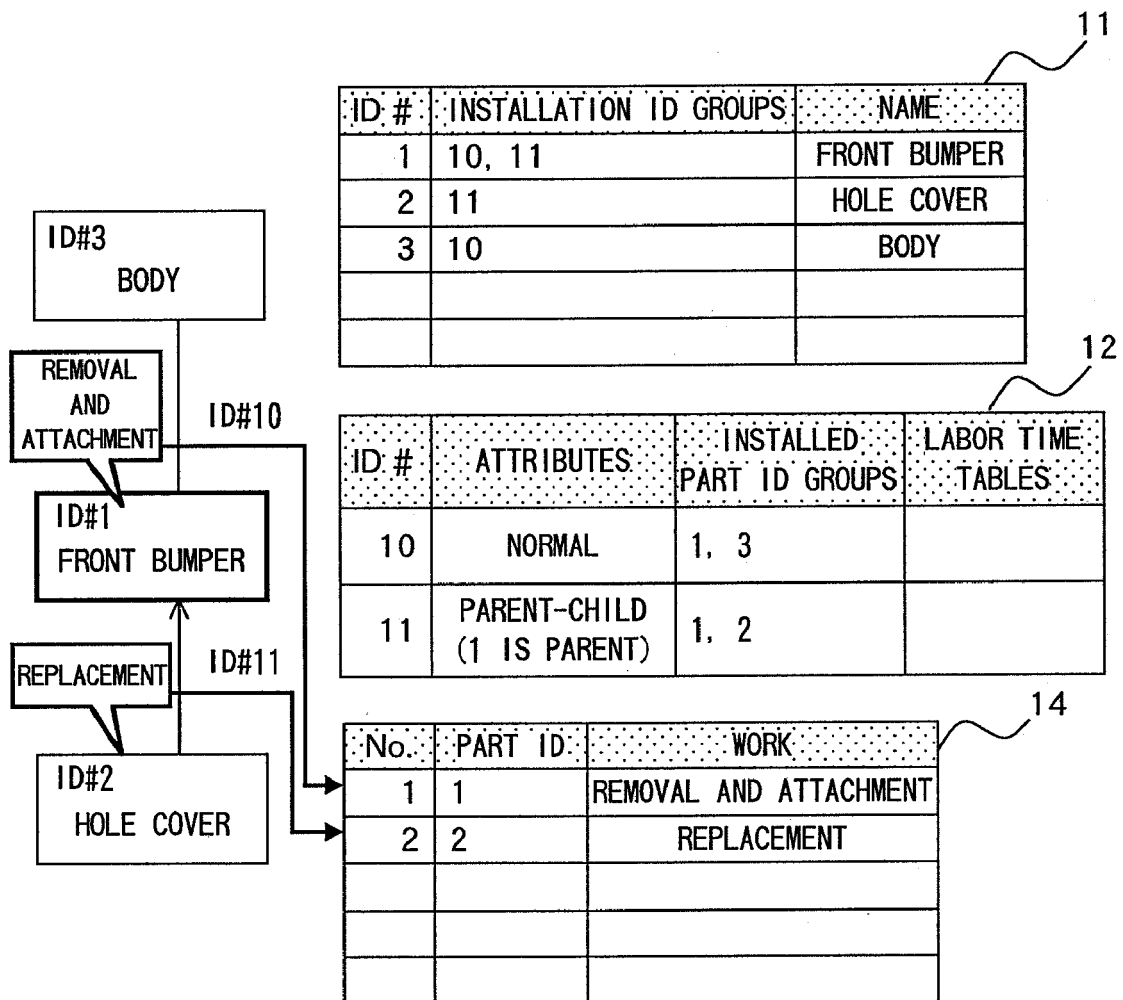 11
ID # INSTALLATION ID GROUPS NAME
1 10, 11 FRONT BUMPER
2 11 HOLE COVER
3 10 BODY
ID#3
BODY
REMOVAL
AND
ATTACHMENT
ID#10
ID#1
FRONT BUMPER
REPLACEMENT
ID#11
ID#2
HOLE COVER
12
ID # ATTRIBUTES INSTALLED
PART ID GROUPS LABOR TIME
TABLES
10 NORMAL 1, 3
11 PARENT-CHILD
(1 IS PARENT) 1, 2
14
No. PART ID WORK
1 1 REMOVAL AND ATTACHMENT
2 2 REPLACEMENT